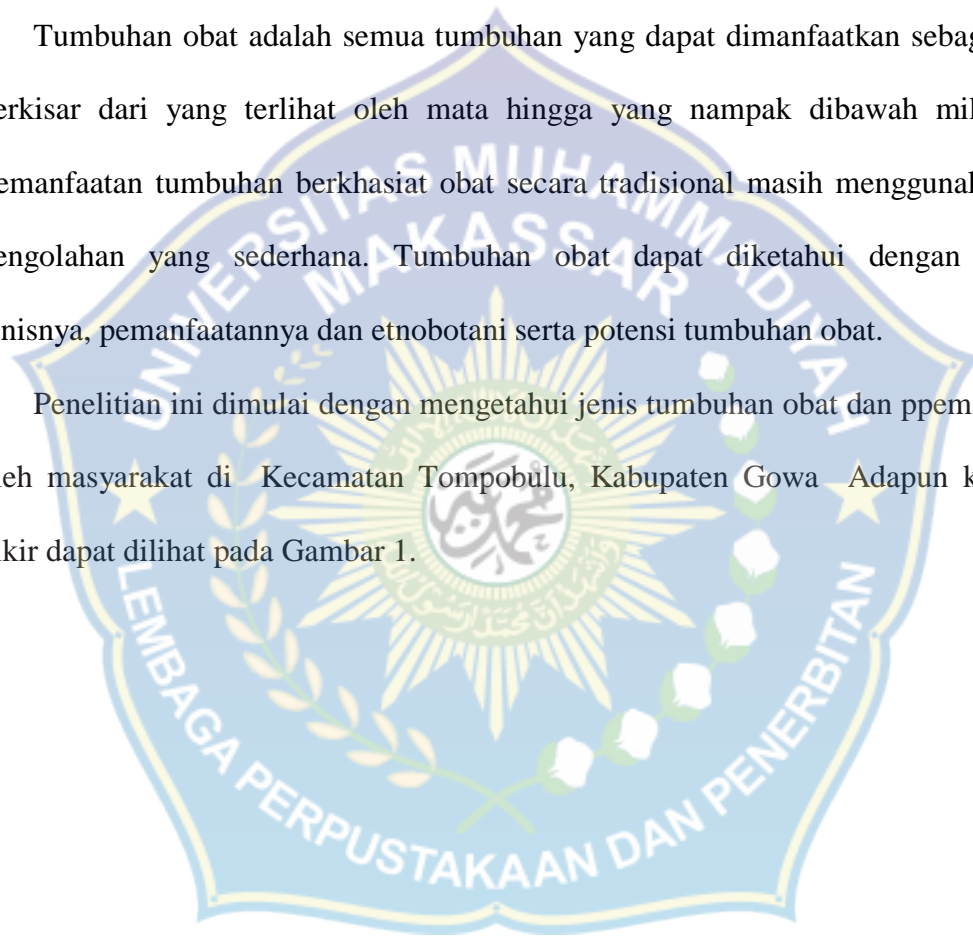 Tumbuhan obat adalah semua tumbuhan yang dapat dimanfaatkan sebag
erkisar dari yang terlihat oleh mata hingga yang nampak dibawah mi
emanfaatan tumbuhan berkhasiat obat secara tradisional masih menggunal
engolahan yang sederhana. Tumbuhan obat dapat diketahui dengan
nisnya, pemanfaatannya dan etnobotani serta potensi tumbuhan obat.
Penelitian ini dimulai dengan mengetahui jenis tumbuhan obat dan ppem
leh masyarakat di Kecamatan Tompobulu, Kabupaten Gowa Adapun k
ikir dapat dilihat pada Gambar 1.
UNIVERSITAS MUHAMMADIYAH
MAKASSAR
LEMBAGA PERPUSTAKAAN DAN PENERBITAN